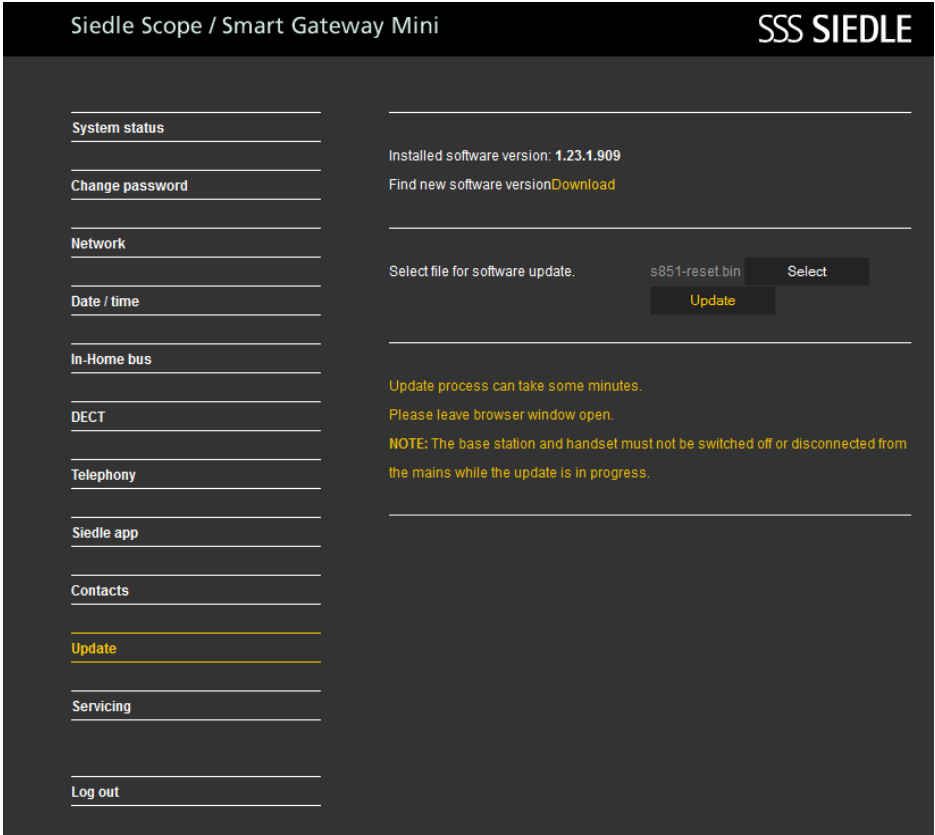 Siedle Scope / Smart Gateway Mini
SSS SIEDLE
System status
Change password
Network
Date / time
In-Home bus
DECT
Telephony
Siedle app
Contacts
Update
Servicing
Log out
Installed software version: 1.23.1.909
Find new software versionDownload
Select file for software update. s851-reset.bin Select
Update
Update process can take some minutes.
Please leave browser window open.
NOTE: The base station and handset must not be switched off or disconnected from
the mains while the update is in progress.